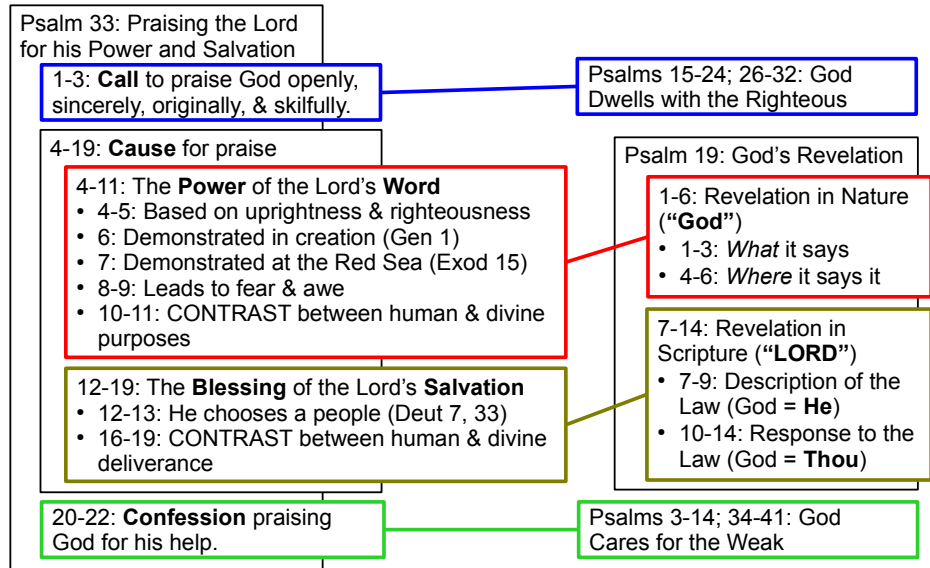 Psalm 33: Praising the Lord
for his Power and Salvation
1-3: Call to praise God openly,
sincerely, originally, & skilfully.
4-19: Cause for praise
4-11: The Power of the Lord's Word
• 4-5: Based on uprightness & righteousness
• 6: Demonstrated in creation (Gen 1)
• 7: Demonstrated at the Red Sea (Exod 15)
• 8-9: Leads to fear & awe
• 10-11: CONTRAST between human & divine
purposes
12-19: The Blessing of the Lord's Salvation
• 12-13: He chooses a people (Deut 7, 33)
• 16-19: CONTRAST between human & divine
deliverance
20-22: Confession praising
God for his help.
Psalms 15-24; 26-32: God
Dwells with the Righteous
Psalm 19: God's Revelation
1-6: Revelation in Nature
(“God”)
• 1-3: What it says
• 4-6: Where it says it
7-14: Revelation in
Scripture (“LORD”)
• 7-9: Description of the
Law (God = He)
• 10-14: Response to the
Law (God = Thou)
Psalms 3-14; 34-41: God
Cares for the Weak